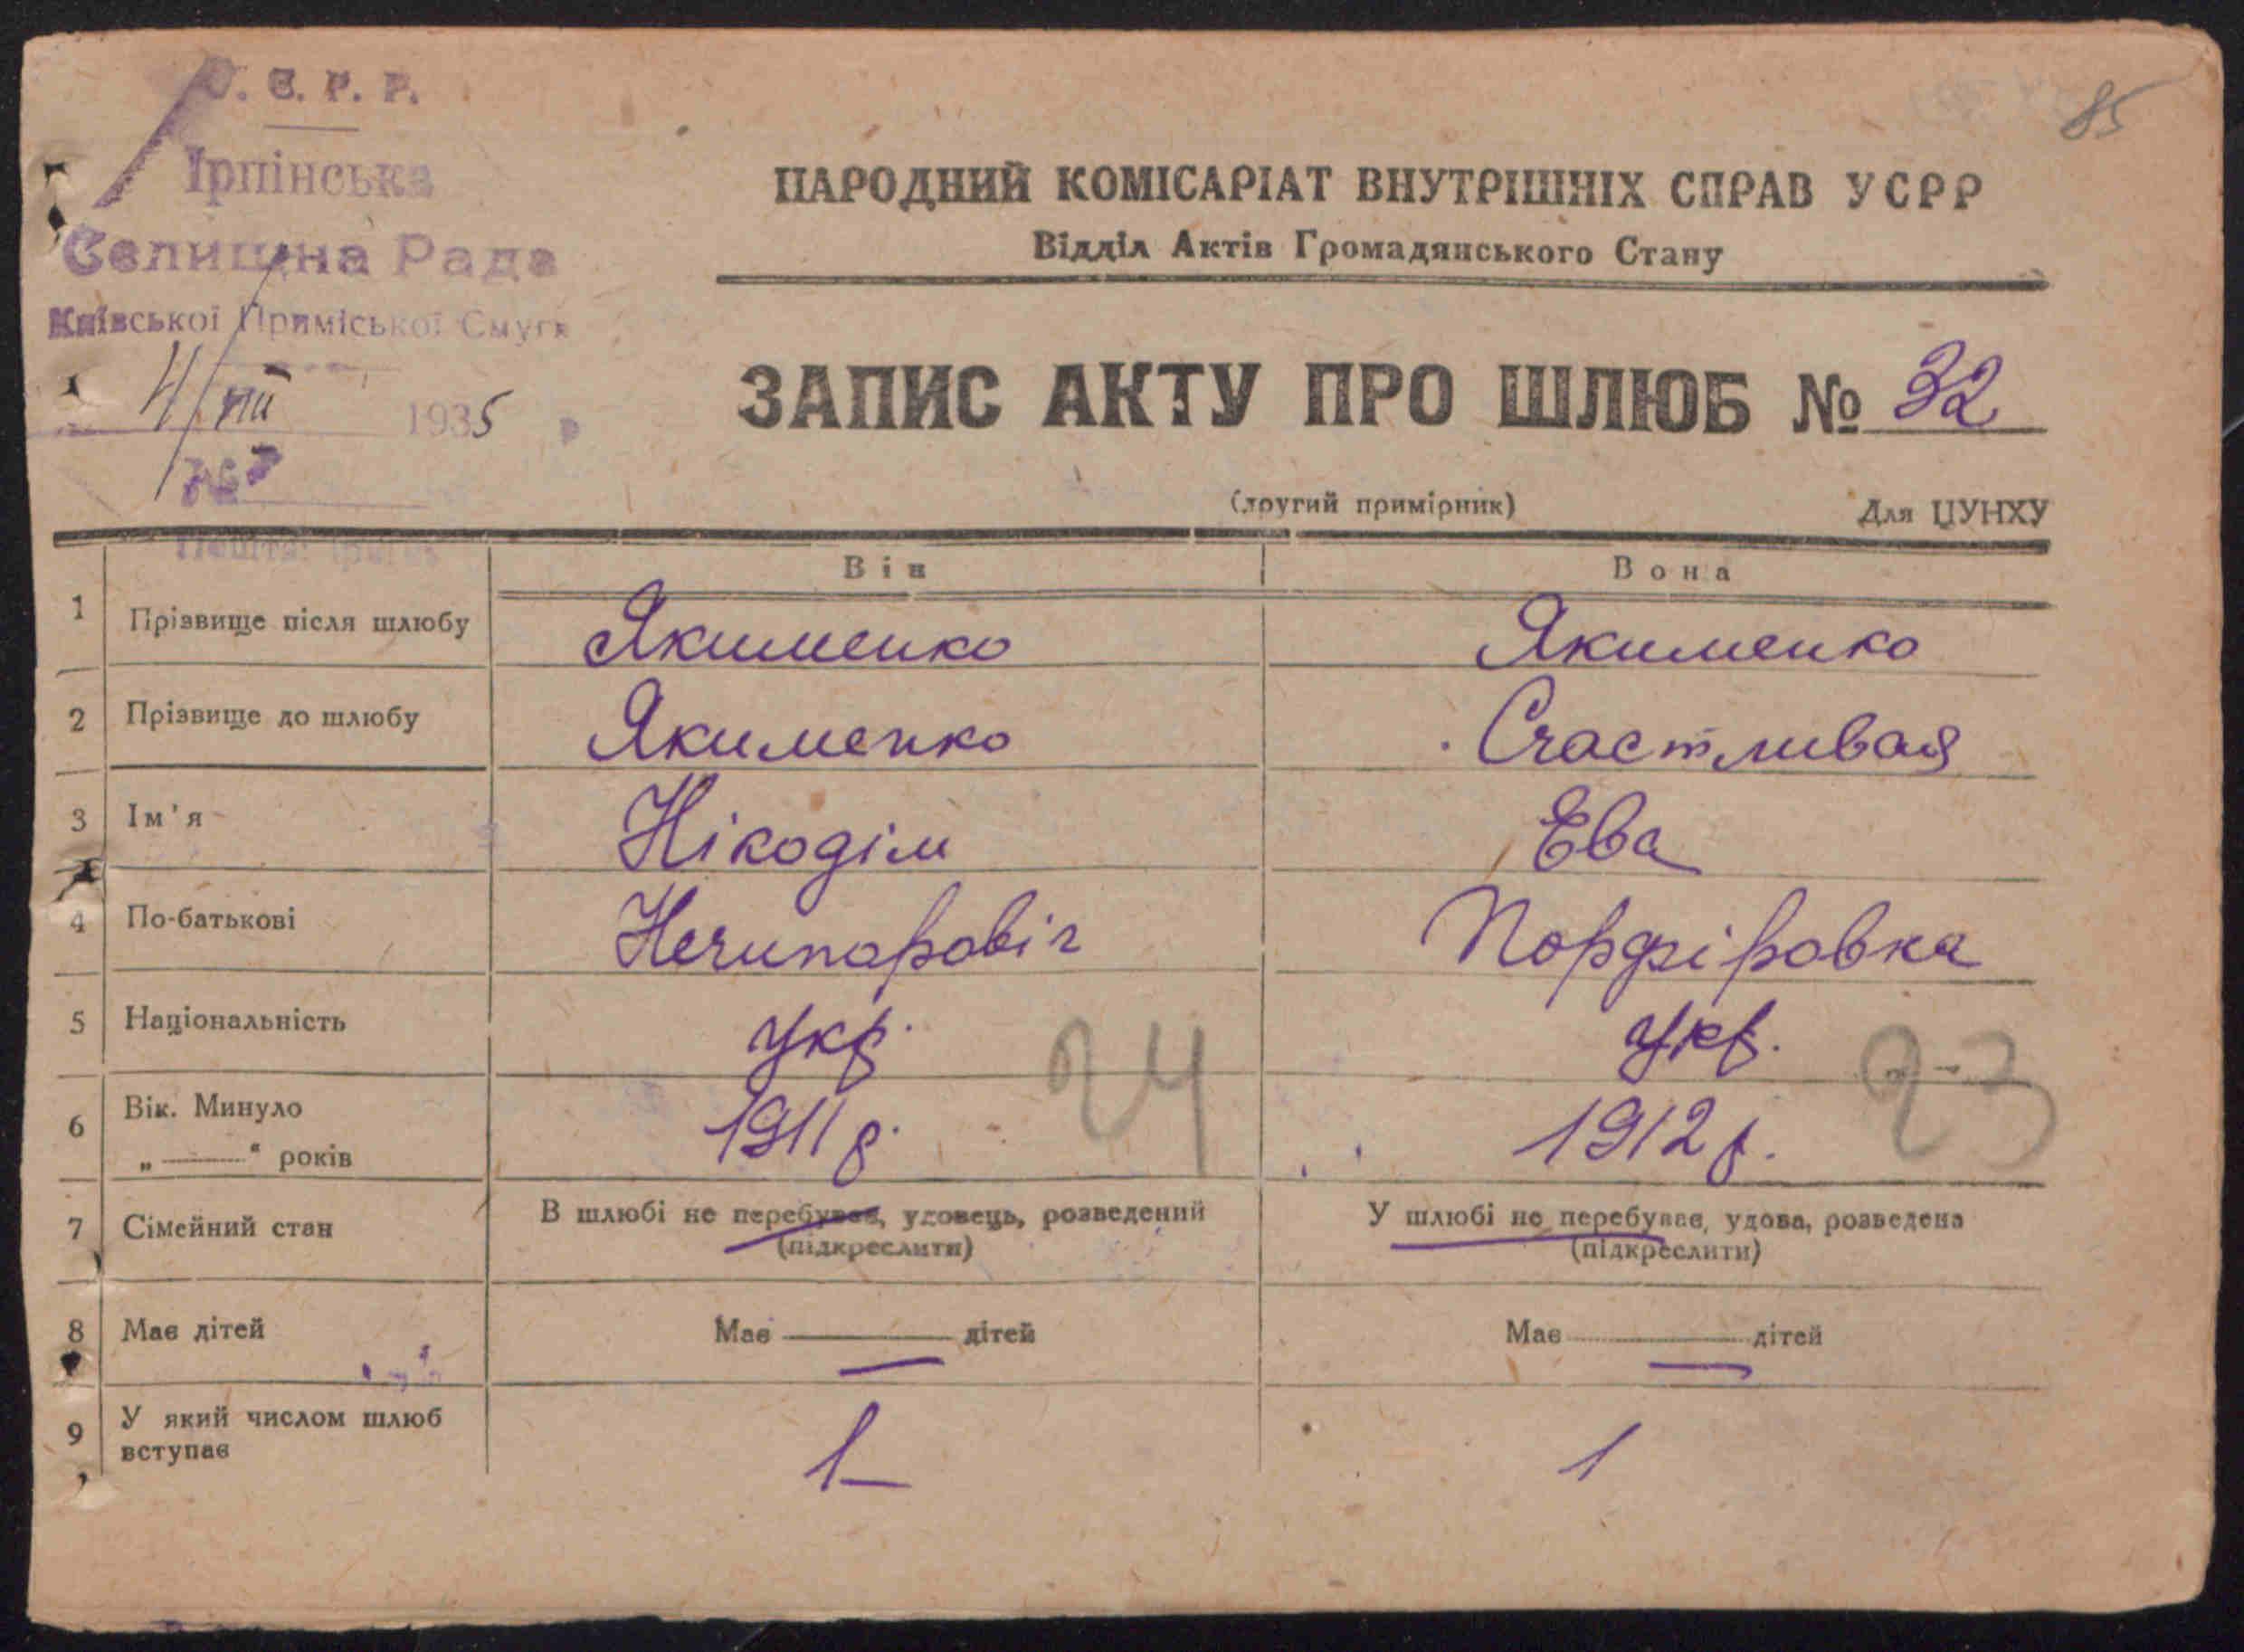 85
У. С. Р. Р.
Ірпінська
Селищна Рада
Київської Приміської Смуги
4/VIII 1935 р
№
НАРОДНИЙ КОМІСАРІАТ ВНУТРІШНІХ СПРАВ УСРР
Відділ Актів Громадянського Стану
ЗАПИС АКТУ ПРО ШЛЮБ № 32
(другий примірник) Для ЦУНХУ
Він Вона
1 Прізвище після шлюбу Якименко Якименко
2 Прізвище до шлюбу Якименко Счастливая
3 Ім'я Нікодім Ева
4 По-батькові Нечипоровіч Порфіровка
5 Національність укр. укр.
6 Вік. Минуло 1911 р. 24 1912 р. 23
„ ——— “ років
7 Сімейний стан В шлюбі не перебував, удовець, розведений У шлюбі не перебуває, удова, розведена
(підкреслити) (підкреслити)
8 Має дітей Має — дітей Має — дітей
9 У який числом шлюб вступає 1 1